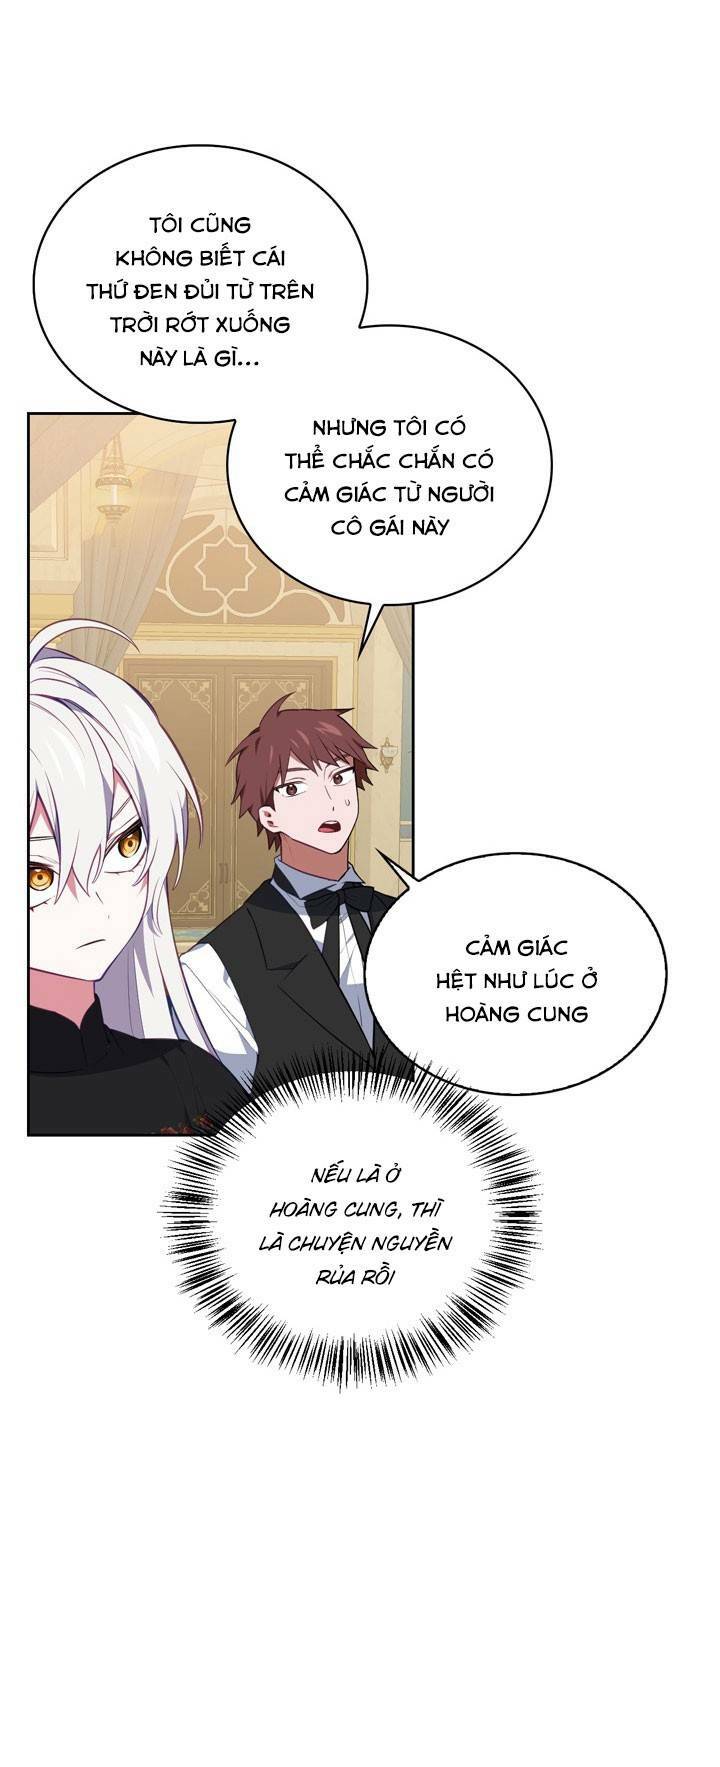 TÔI CŨNG
KHÔNG BIẾT CÁI
THỨ ĐEN ĐỦI TỪ TRÊN
TRỜI RỚT XUỐNG
NÀY LÀ GÌ...
NHƯNG TÔI CÓ
THỂ CHẮC CHẮN CÓ
CẢM GIÁC TỪ NGƯỜI
CÔ GÁI NÀY
CẢM GIÁC
HỆT NHƯ LÚC Ở
HOÀNG CUNG
NẾU LÀ Ở
HOÀNG CUNG, THÌ
LÀ CHUYỆN NGUYỀN
RỦA RỒI